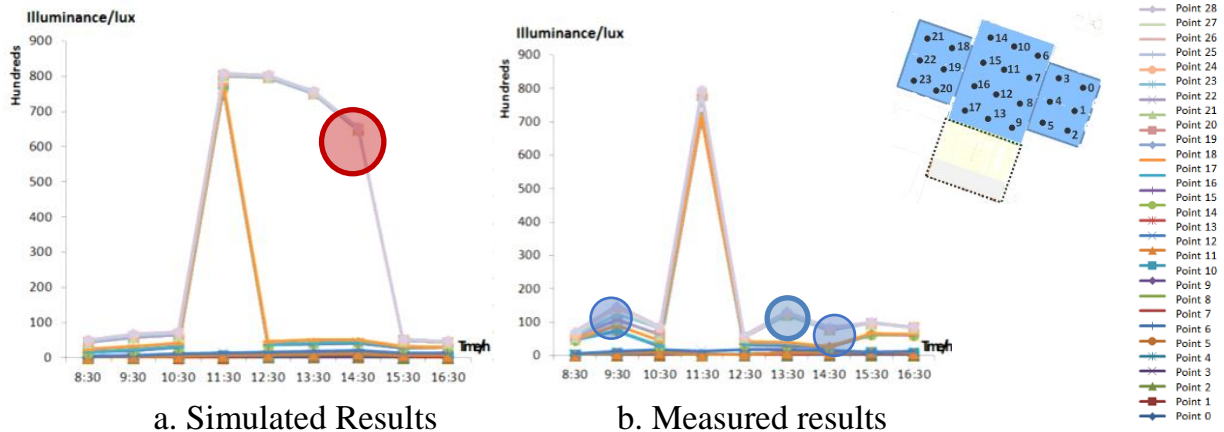 Illuminance/lux
Hundreds
900
800
700
600
500
400
300
200
100
0
8:30 9:30 10:30 11:30 12:30 13:30 14:30 15:30 16:30
Time/h
a. Simulated Results
Illuminance/lux
Hundreds
900
800
700
600
500
400
300
200
100
0
8:30 9:30 10:30 11:30 12:30 13:30 14:30 15:30 16:30
Time/h
b. Measured results
21
18
22
19
23
20
14
10
6
15
11
7
16
12
8
17
13
9
3
0
4
1
5
2
Point 28
Point 27
Point 26
Point 25
Point 24
Point 23
Point 22
Point 21
Point 20
Point 19
Point 18
Point 17
Point 16
Point 15
Point 14
Point 13
Point 12
Point 11
Point 10
Point 9
Point 8
Point 7
Point 6
Point 5
Point 4
Point 3
Point 2
Point 1
Point 0